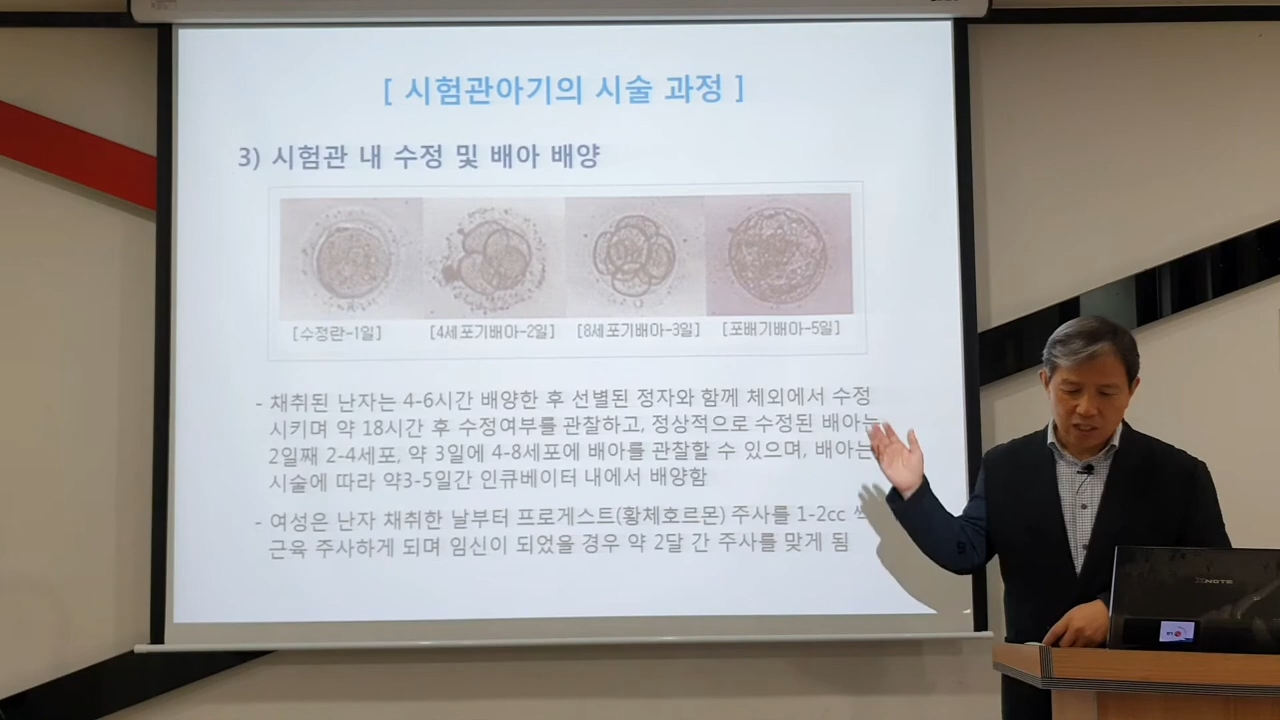 [ 시험관아기의 시술 과정 ]
3) 시험관 내 수정 및 배아 배양
[수정란-1일] [4세포기배아-2일] [8세포기배아-3일] [포배기배아-5일]
- 채취된 난자는 4-6시간 배양한 후 선별된 정자와 함께 체외에서 수정
시키며 약 18시간 후 수정여부를 관찰하고, 정상적으로 수정된 배아는
2일째 2-4세포, 약 3일에 4-8세포에 배아를 관찰할 수 있으며, 배아는
시술에 따라 약3-5일간 인큐베이터 내에서 배양함
- 여성은 난자 채취한 날부터 프로게스트(황체호르몬) 주사를 1-2cc
근육 주사하게 되며 임신이 되었을 경우 약 2달 간 주사를 맞게 됨
XNOTE